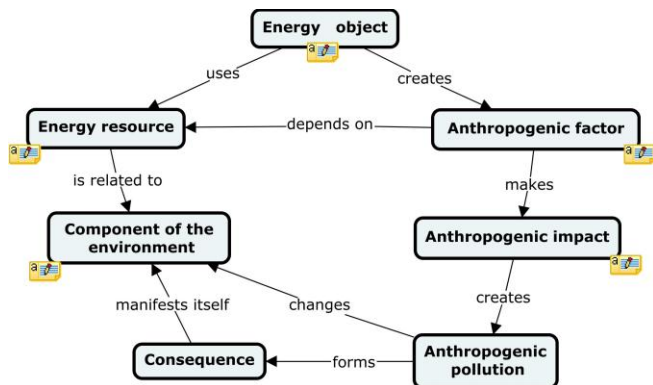 Energy object
a
uses
creates
Energy resource
depends on
Anthropogenic factor
a
a
is related to
makes
Component of the
environment
Anthropogenic impact
a
a
manifests itself
changes
creates
Consequence
forms
Anthropogenic
pollution